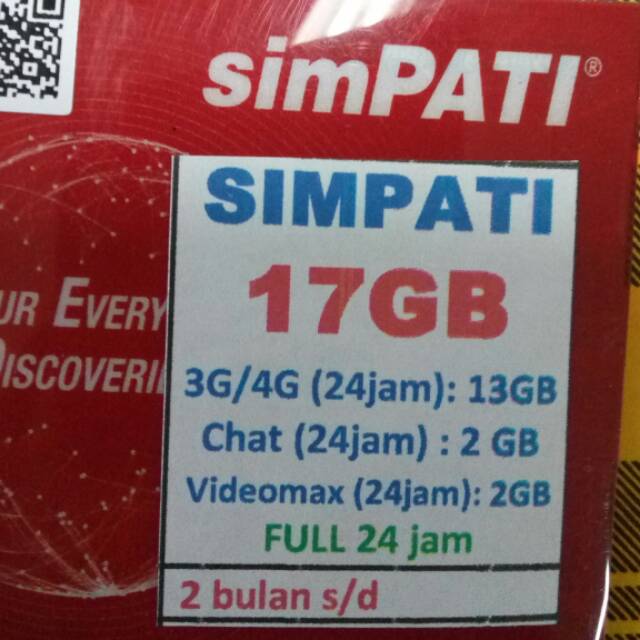 simPATI®
UR EVERY
DISCOVERI
SIMPATI
17GB
3G/4G (24jam): 13GB
Chat (24jam) : 2 GB
Videomax (24jam): 2GB
FULL 24 jam
2 bulan s/d